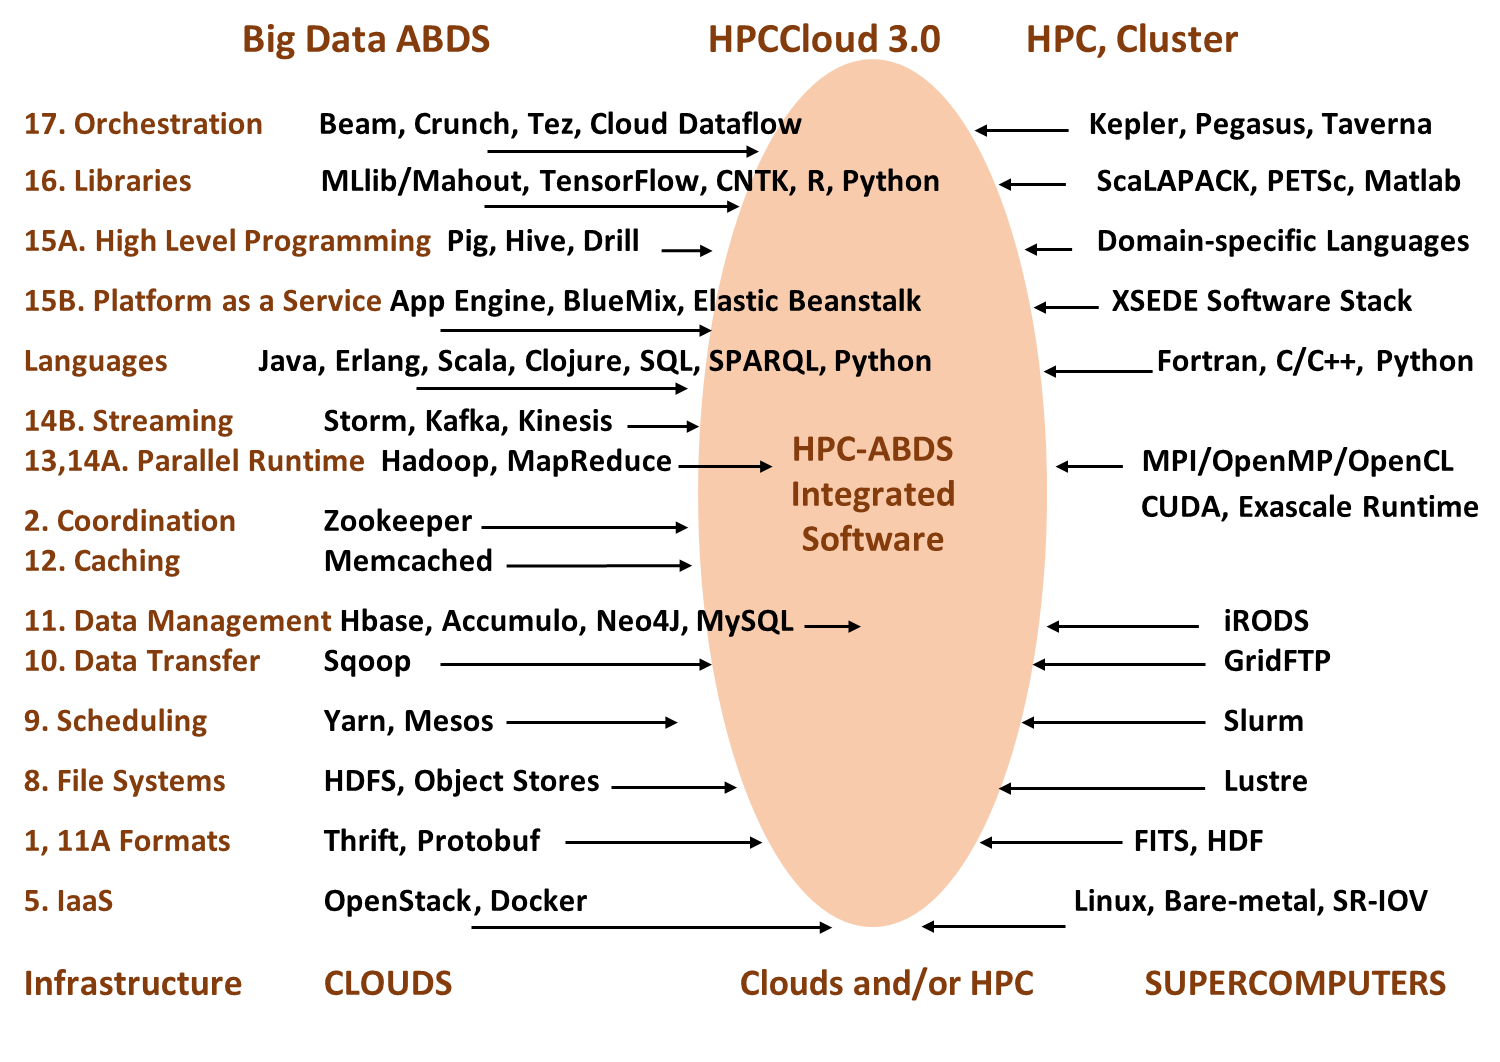 Big Data ABDS HPCCloud 3.0 HPC, Cluster
17. Orchestration Beam, Crunch, Tez, Cloud Dataflow Kepler, Pegasus, Taverna
16. Libraries MLlib/Mahout, TensorFlow, CNTK, R, Python ScaLAPACK, PETSc, Matlab
15A. High Level Programming Pig, Hive, Drill Domain-specific Languages
15B. Platform as a Service App Engine, BlueMix, Elastic Beanstalk XSEDE Software Stack
Languages Java, Erlang, Scala, Clojure, SQL, SPARQL, Python Fortran, C/C++, Python
14B. Streaming Storm, Kafka, Kinesis
13,14A. Parallel Runtime Hadoop, MapReduce MPI/OpenMP/OpenCL
CUDA, Exascale Runtime
HPC-ABDS
Integrated
Software
2. Coordination Zookeeper
12. Caching Memcached
11. Data Management Hbase, Accumulo, Neo4J, MySQL iRODS
10. Data Transfer Sqoop GridFTP
9. Scheduling Yarn, Mesos Slurm
8. File Systems HDFS, Object Stores Lustre
1, 11A Formats Thrift, Protobuf FITS, HDF
5. IaaS OpenStack, Docker Linux, Bare-metal, SR-IOV
Infrastructure CLOUDS Clouds and/or HPC SUPERCOMPUTERS